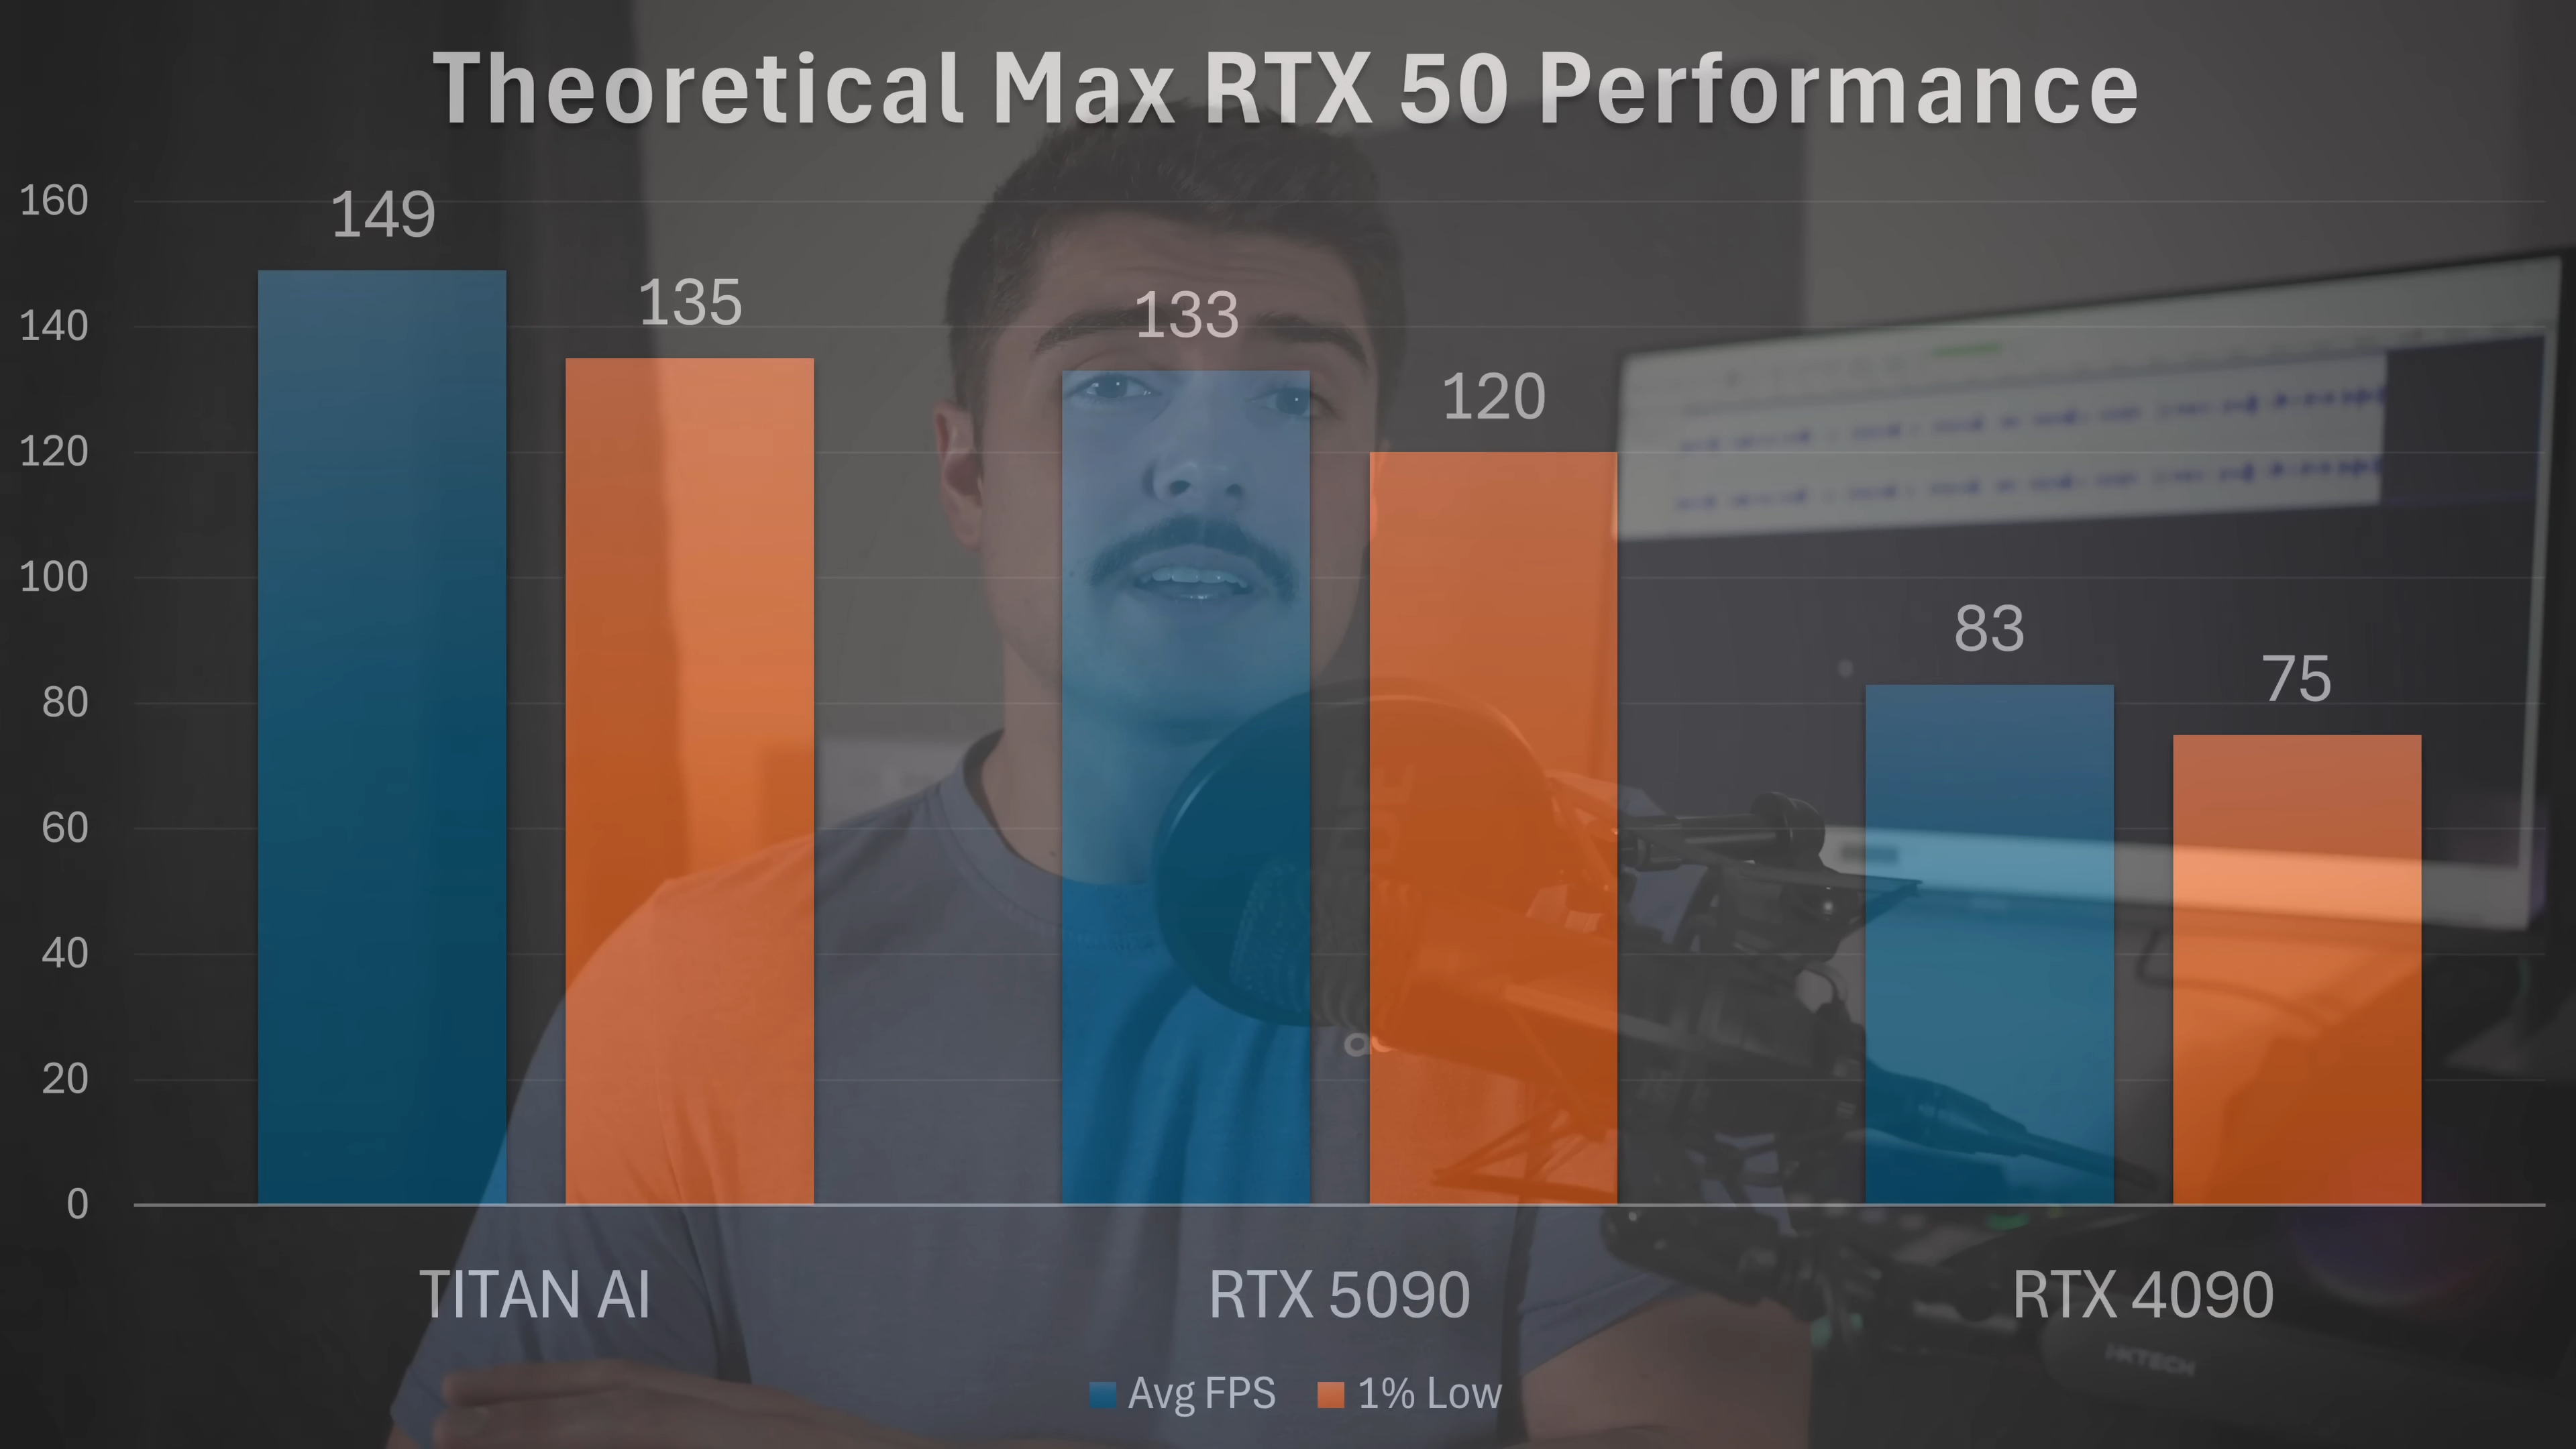 Theoretical Max RTX 50 Performance
160
140
120
100
80
60
40
20
0
149
135
133
120
83
75
TITAN AI
RTX 5090
RTX 4090
Avg FPS
1% Low
HKTECH